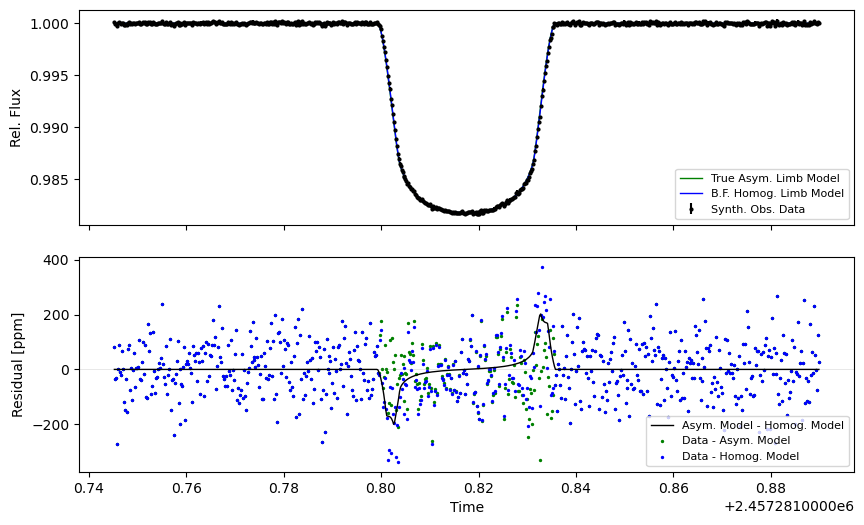 1.000
0.995
0.990
0.985
Rel. Flux
True Asym. Limb Model
B.F. Homog. Limb Model
Synth. Obs. Data
400
200
0
−200
Residual [ppm]
Asym. Model - Homog. Model
Data - Asym. Model
Data - Homog. Model
0.74 0.76 0.78 0.80 0.82 0.84 0.86 0.88
Time
+2.4572810000e6